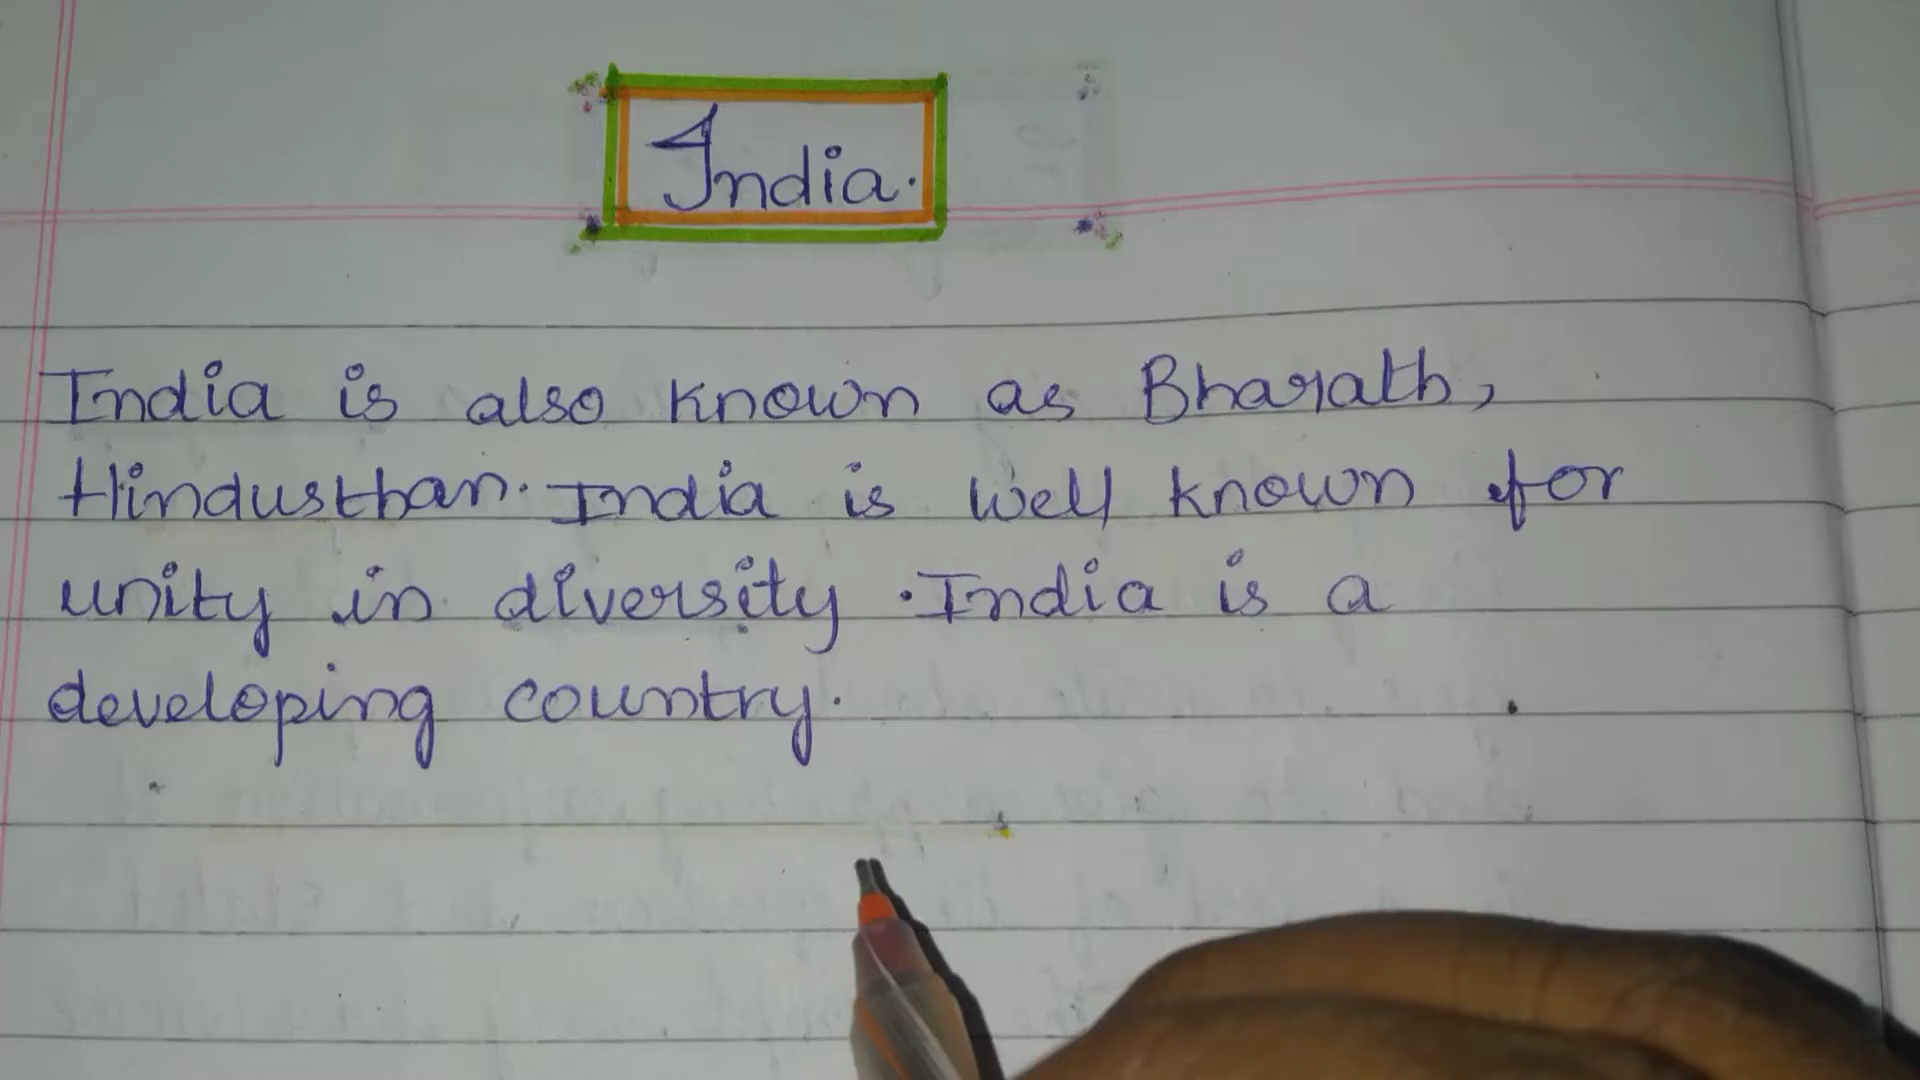 India.
India is also known as Bharath,
Hindusthan. India is well known for
unity in diversity. India is a
developing country.